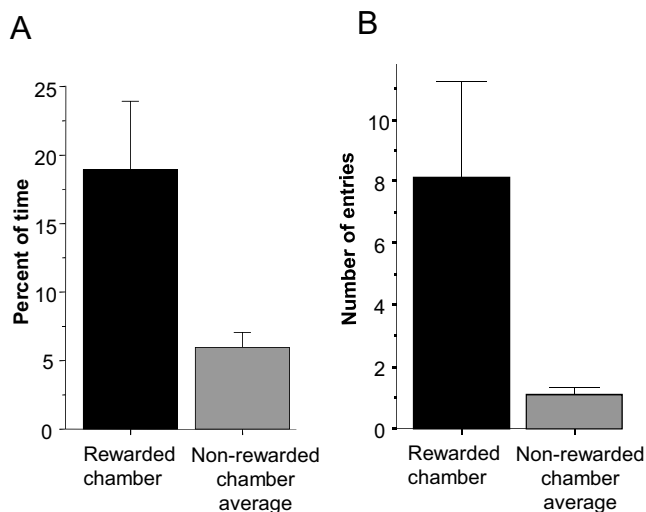 A
Percent of time
25
20
15
10
5
0
Rewarded
chamber
Non-rewarded
chamber
average
B
Number of entries
10
8
6
4
2
0
Rewarded
chamber
Non-rewarded
chamber
average